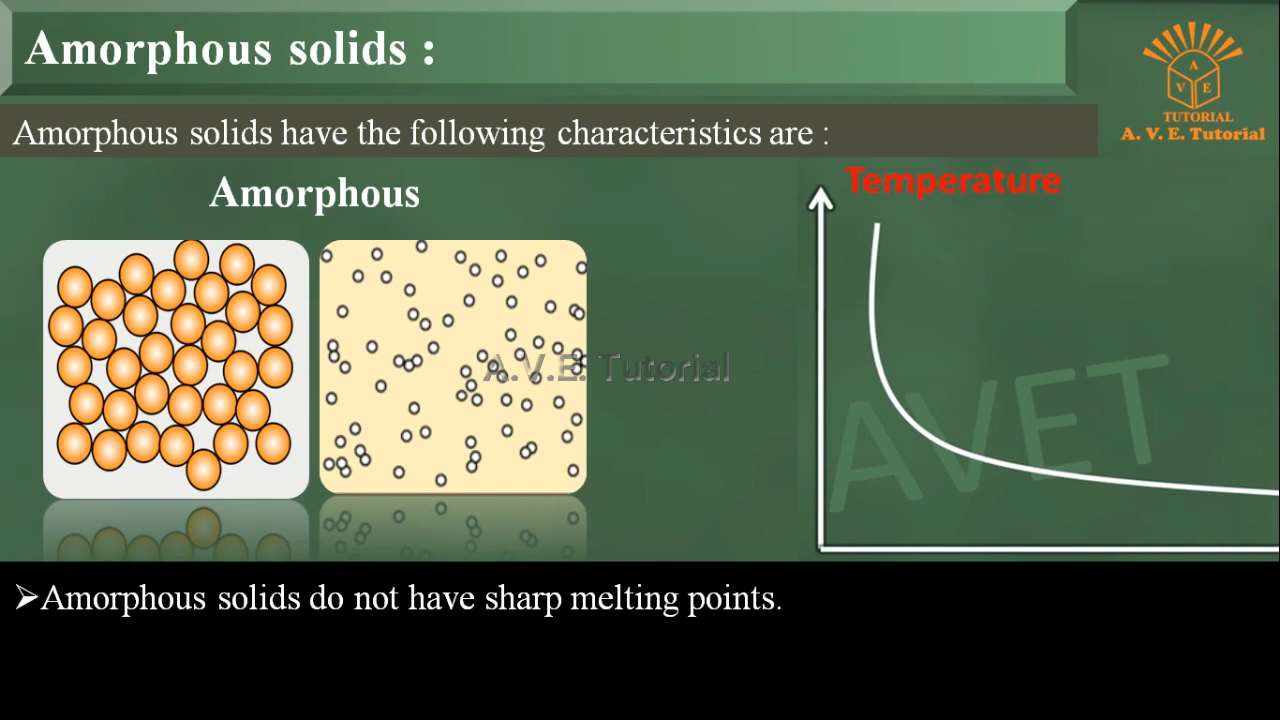 Amorphous solids :
A
V E
TUTORIAL
A. V. E. Tutorial
Amorphous solids have the following characteristics are :
Amorphous
Temperature
A.V.E. Tutorial
AVET
➢Amorphous solids do not have sharp melting points.